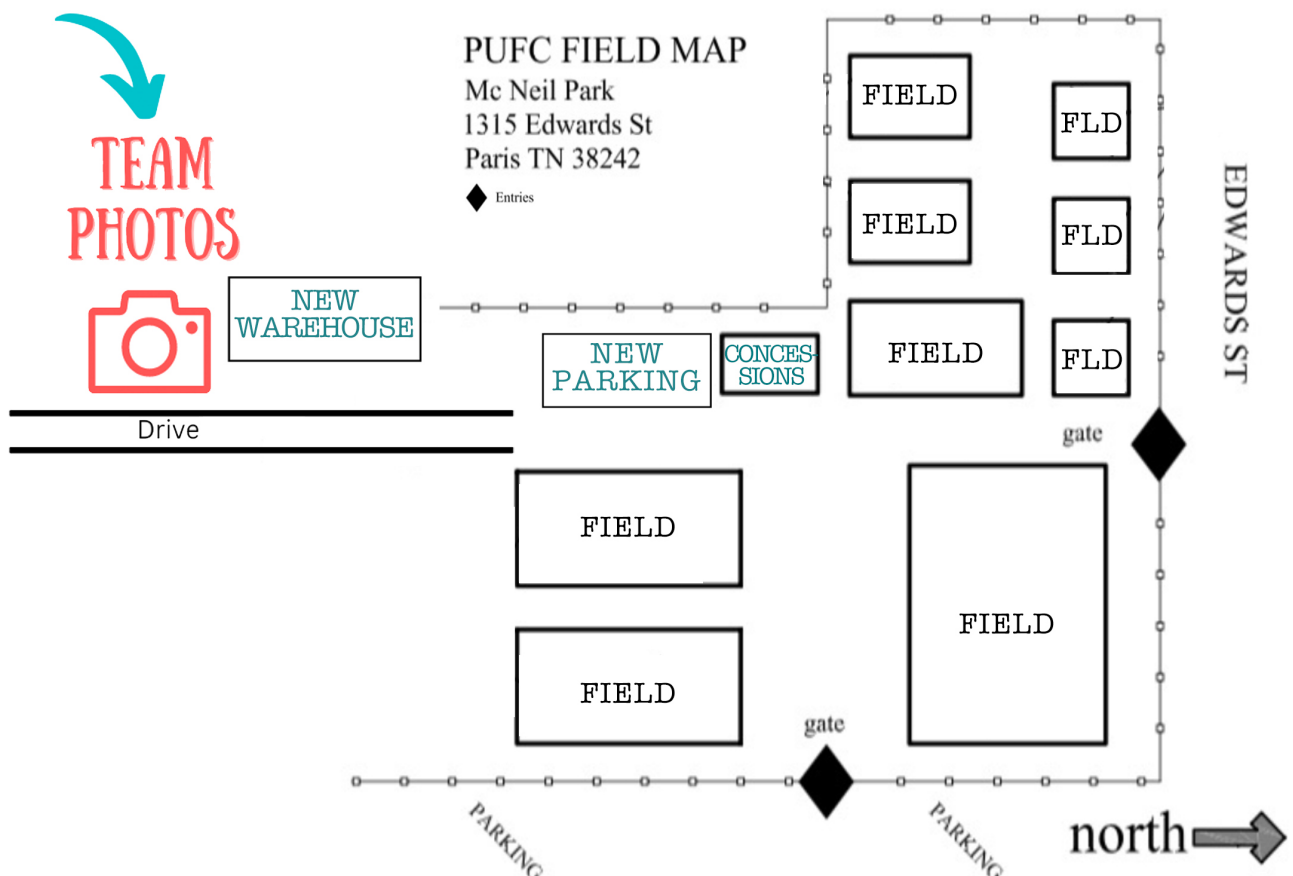 PUFC FIELD MAP
Mc Neil Park
1315 Edwards St
Paris TN 38242
Entries
TEAM
PHOTOS
NEW
WAREHOUSE
Drive
NEW
PARKING
CONCES-
SIONS
FIELD
FLD
FIELD
FLD
FIELD
FLD
EDWARDS ST
gate
FIELD
FIELD
FIELD
gate
PARKING
PARKING
north